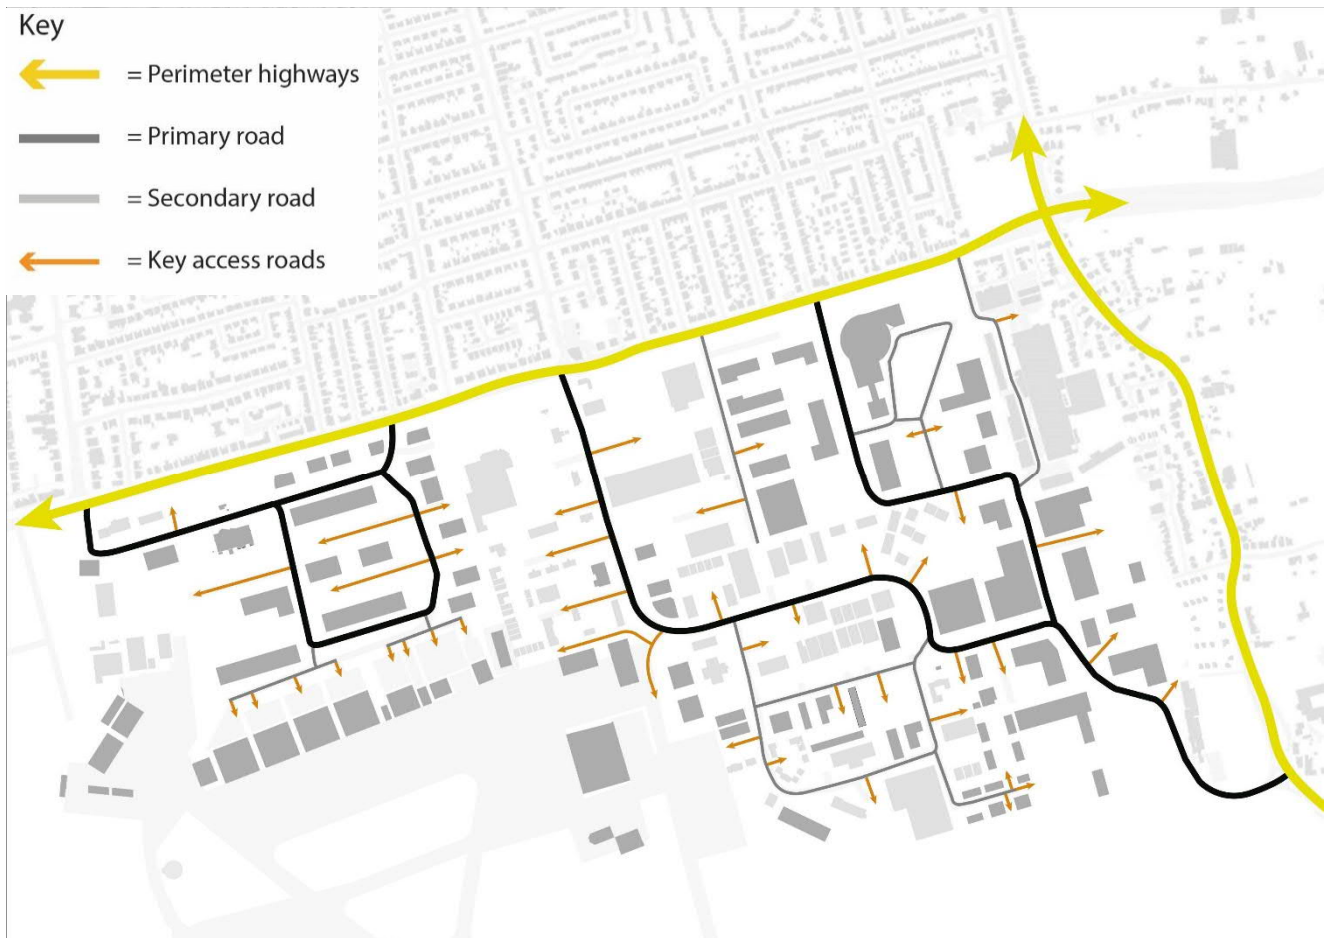 Key
= Perimeter highways
= Primary road
= Secondary road
= Key access roads